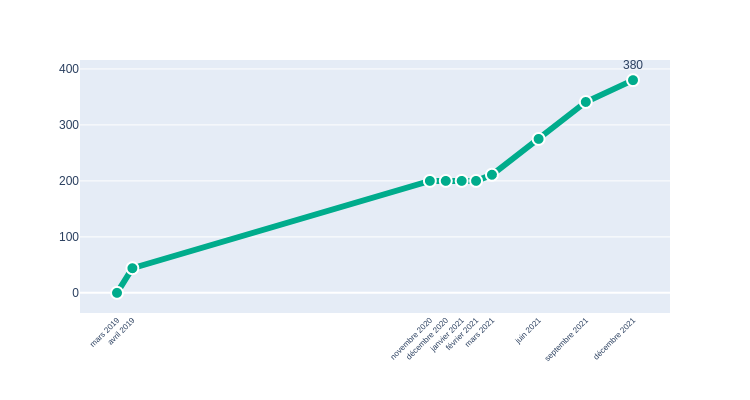 400
300
200
100
0
380
mars 2019
avril 2019
novembre 2020
décembre 2020
janvier 2021
février 2021
mars 2021
juin 2021
septembre 2021
décembre 2021